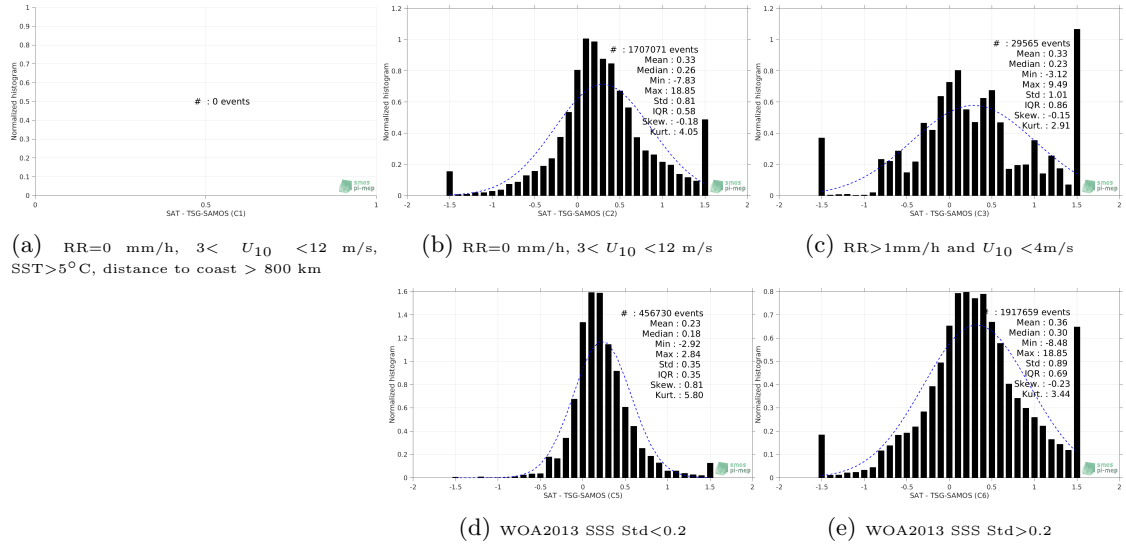 1
0.9
0.8
0.7
0.6
0.5
0.4
0.3
0.2
0.1
0
0
0.5
1
Normalized histogram
# : 0 events
smos
pi-mep
SAT - TSG-SAMOS (C1)
(a) RR=0 mm/h, 3< U10 <12 m/s,
SST>5°C, distance to coast > 800 km
1.2
1
0.8
0.6
0.4
0.2
0
-2
-1.5
-1
-0.5
0
0.5
1
1.5
2
Normalized histogram
# : 1707071 events
Mean : 0.33
Median : 0.26
Min : -7.83
Max : 18.85
Std : 0.81
IQR : 0.58
Skew. : -0.18
Kurt. : 4.05
smos
pi-mep
SAT - TSG-SAMOS (C2)
(b) RR=0 mm/h, 3< U10 <12 m/s
1.2
1
0.8
0.6
0.4
0.2
0
-2
-1.5
-1
-0.5
0
0.5
1
1.5
2
Normalized histogram
# : 29565 events
Mean : 0.33
Median : 0.23
Min : -3.12
Max : 9.49
Std : 1.01
IQR : 0.86
Skew. : -0.15
Kurt. : 2.91
smos
pi-mep
SAT - TSG-SAMOS (C3)
(c) RR>1mm/h and U10 <4m/s
1.6
1.4
1.2
1
0.8
0.6
0.4
0.2
0
-2
-1.5
-1
-0.5
0
0.5
1
1.5
2
Normalized histogram
# : 456730 events
Mean : 0.23
Median : 0.18
Min : -2.92
Max : 2.84
Std : 0.35
IQR : 0.35
Skew. : 0.81
Kurt. : 5.80
smos
pi-mep
SAT - TSG-SAMOS (C5)
(d) WOA2013 SSS Std<0.2
0.8
0.7
0.6
0.5
0.4
0.3
0.2
0.1
0
-2
-1.5
-1
-0.5
0
0.5
1
1.5
2
Normalized histogram
# : 1917659 events
Mean : 0.36
Median : 0.30
Min : -8.48
Max : 18.85
Std : 0.89
IQR : 0.69
Skew. : -0.23
Kurt. : 3.44
smos
pi-mep
SAT - TSG-SAMOS (C6)
(e) WOA2013 SSS Std>0.2